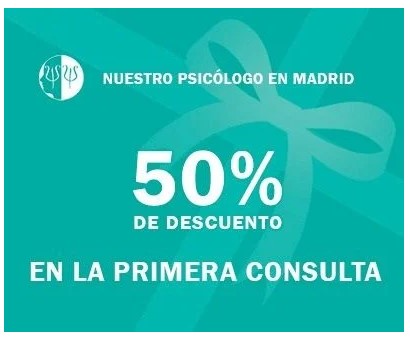 NUESTRO PSICÓLOGO EN MADRID
50%
DE DESCUENTO
EN LA PRIMERA CONSULTA